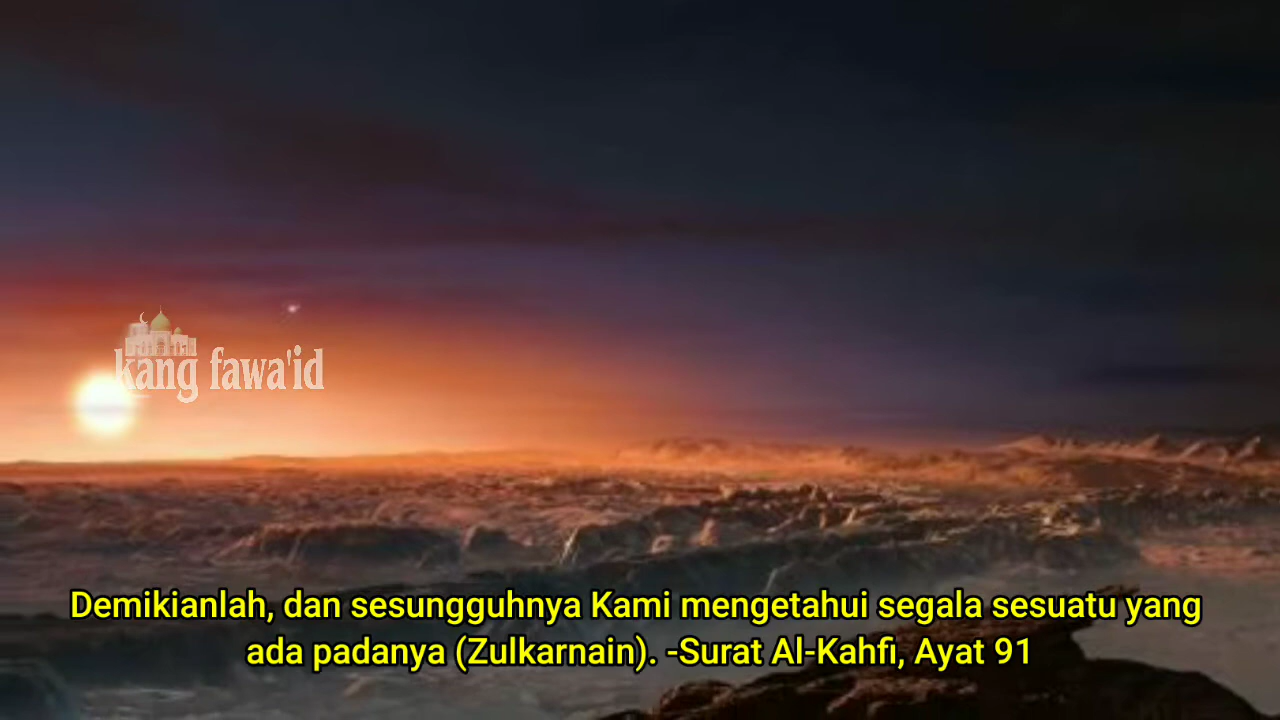 kang fawa'id
Demikianlah, dan sesungguhnya Kami mengetahui segala sesuatu yang
ada padanya (Zulkarnain). -Surat Al-Kahfi, Ayat 91